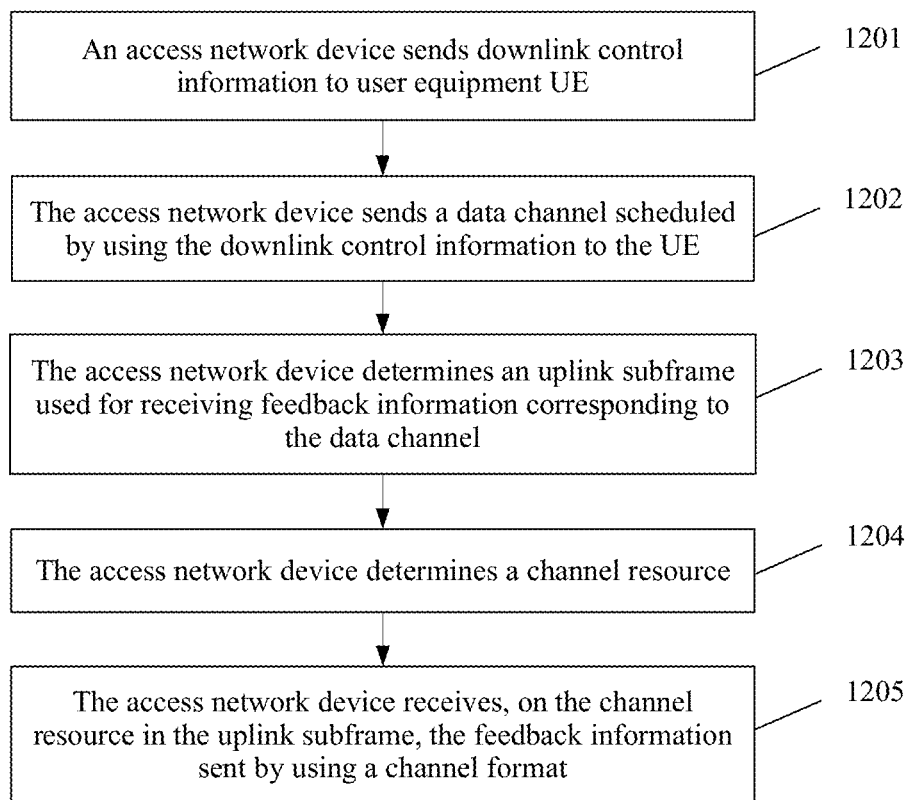 An access network device sends downlink control
information to user equipment UE
1201
The access network device sends a data channel scheduled
by using the downlink control information to the UE
1202
The access network device determines an uplink subframe
used for receiving feedback information corresponding to
the data channel
1203
The access network device determines a channel resource
1204
The access network device receives, on the channel
resource in the uplink subframe, the feedback information
sent by using a channel format
1205